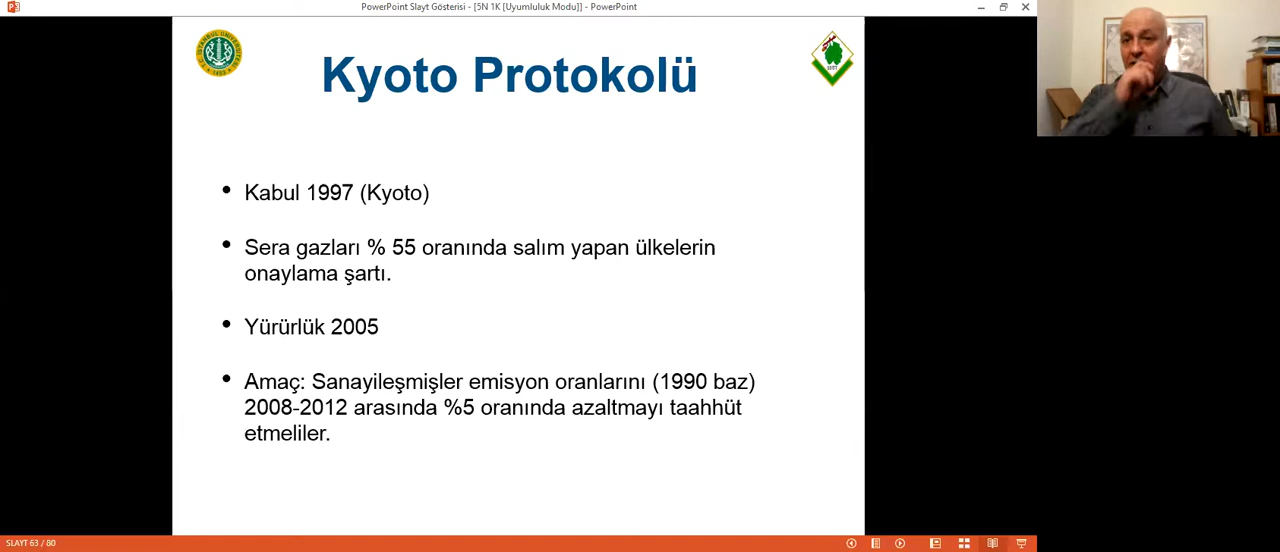 PowerPoint Slayt Gösterisi - [5N 1K [Uyumluluk Modu]] - PowerPoint
Kyoto Protokolü
• Kabul 1997 (Kyoto)
• Sera gazları % 55 oranında salım yapan ülkelerin
onaylama şartı.
• Yürürlük 2005
• Amaç: Sanayileşmişler emisyon oranlarını (1990 baz)
2008-2012 arasında %5 oranında azaltmayı taahhüt
etmeliler.
SLAYT 63 / 80